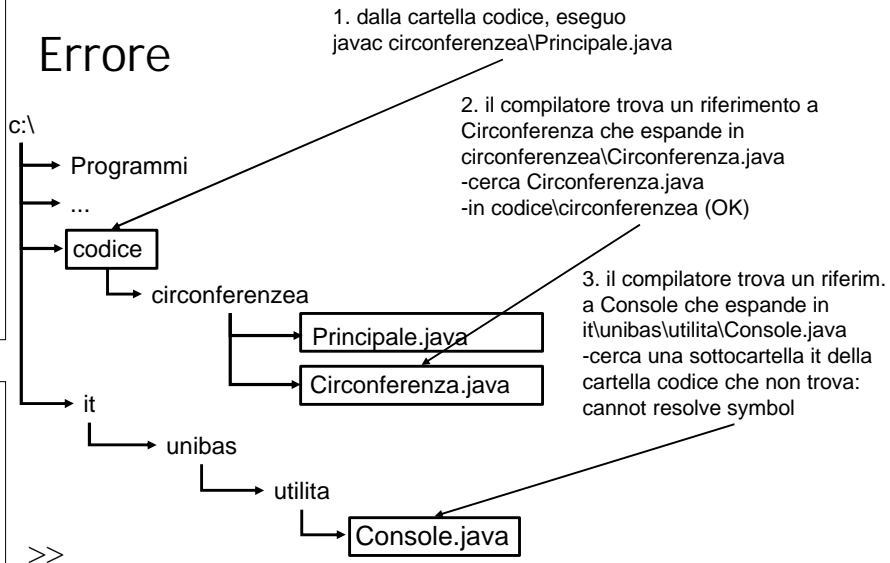 Errore
1. dalla cartella codice, eseguo
javac circonferenzea\Principale.java
2. il compilatore trova un riferimento a
Circonferenza che espande in
circonferenzea\Circonferenza.java
-cerca Circonferenza.java
-in codice\circonferenzea (OK)
3. il compilatore trova un riferim.
a Console che espande in
it\unibas\utilita\Console.java
-cerca una sottocartella it della
cartella codice che non trova:
cannot resolve symbol
c:\
Programmi
...
codice
circonferenzea
Principale.java
Circonferenza.java
it
unibas
utilita
Console.java
>>